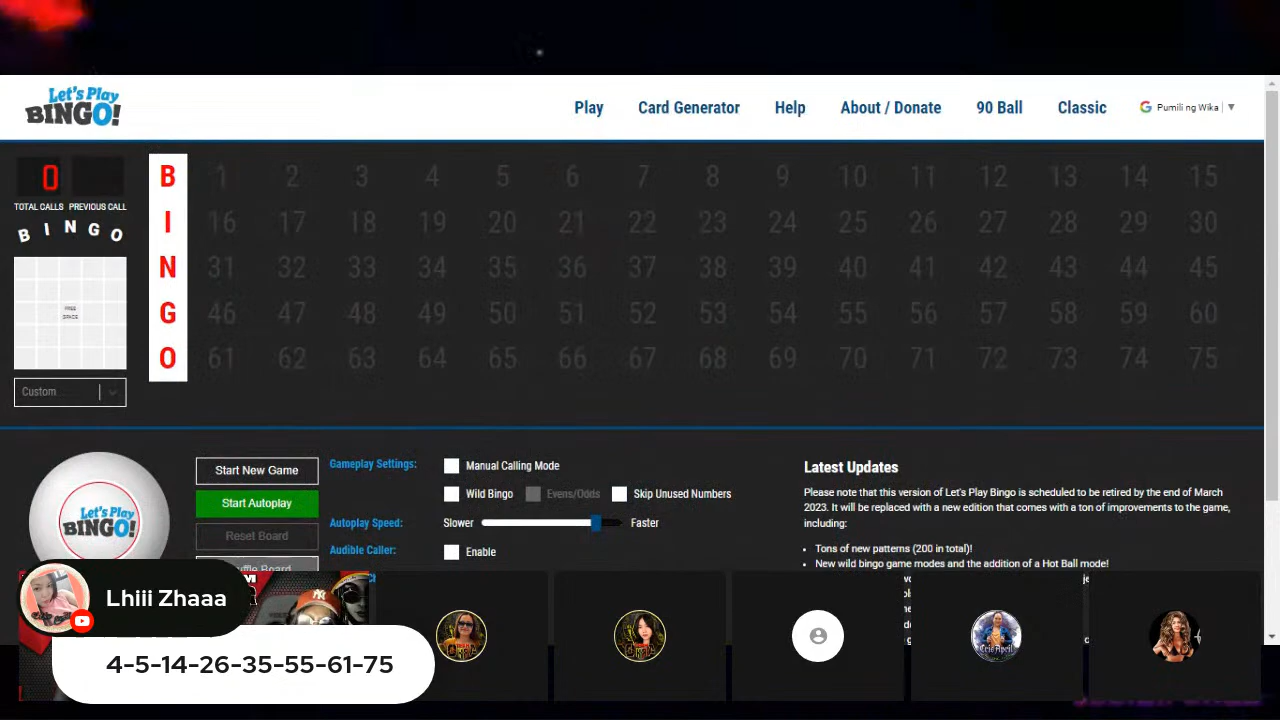 Let's Play
BINGO!
Play
Card Generator
Help
About / Donate
90 Ball
Classic
G Pumili ng Wika ▼
0
TOTAL CALLS PREVIOUS CALL
B I N G O
FREE
SPACE
Custom
B 1 2 3 4 5 6 7 8 9 10 11 12 13 14 15
I 16 17 18 19 20 21 22 23 24 25 26 27 28 29 30
N 31 32 33 34 35 36 37 38 39 40 41 42 43 44 45
G 46 47 48 49 50 51 52 53 54 55 56 57 58 59 60
O 61 62 63 64 65 66 67 68 69 70 71 72 73 74 75
Let's Play
BINGO!
Start New Game
Start Autoplay
Reset Board
Gameplay Settings:
Manual Calling Mode
Wild Bingo Evens/Odds Skip Unused Numbers
Autoplay Speed:
Slower Faster
Audible Caller:
Enable
Latest Updates
Please note that this version of Let's Play Bingo is scheduled to be retired by the end of March
2023. It will be replaced with a new edition that comes with a ton of improvements to the game,
including:
• Tons of new patterns (200 in total)!
• New wild bingo game modes and the addition of a Hot Ball mode!
Lhiii Zhaaa
4-5-14-26-35-55-61-75